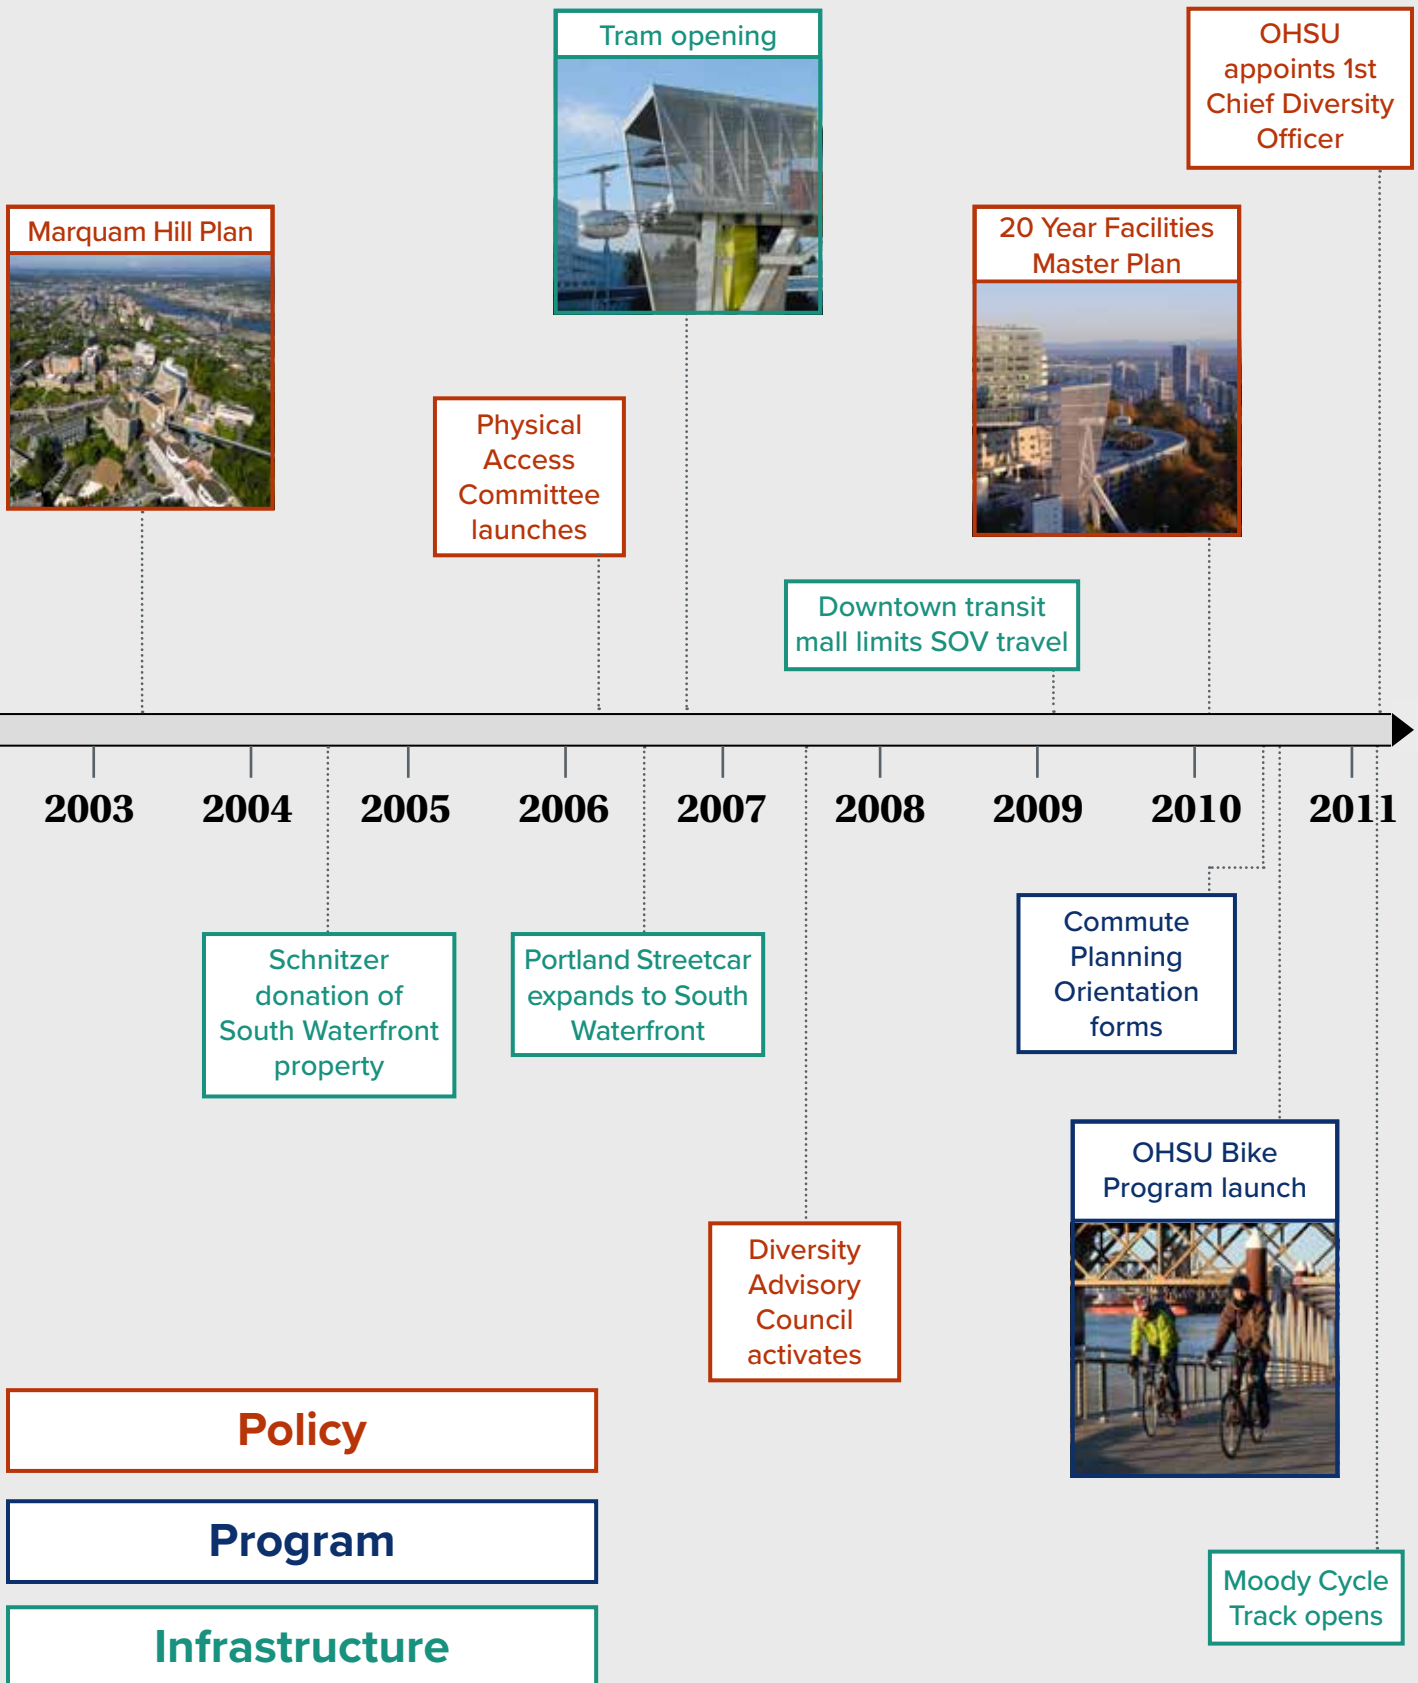 Tram opening
OHSU
appoints 1st
Chief Diversity
Officer
Marquam Hill Plan
20 Year Facilities
Master Plan
Physical
Access
Committee
launches
Downtown transit
mall limits SOV travel
2003 2004 2005 2006 2007 2008 2009 2010 2011
Schnitzer
donation of
South Waterfront
property
Portland Streetcar
expands to South
Waterfront
Commute
Planning
Orientation
forms
OHSU Bike
Program launch
Diversity
Advisory
Council
activates
Policy
Program
Infrastructure
Moody Cycle
Track opens